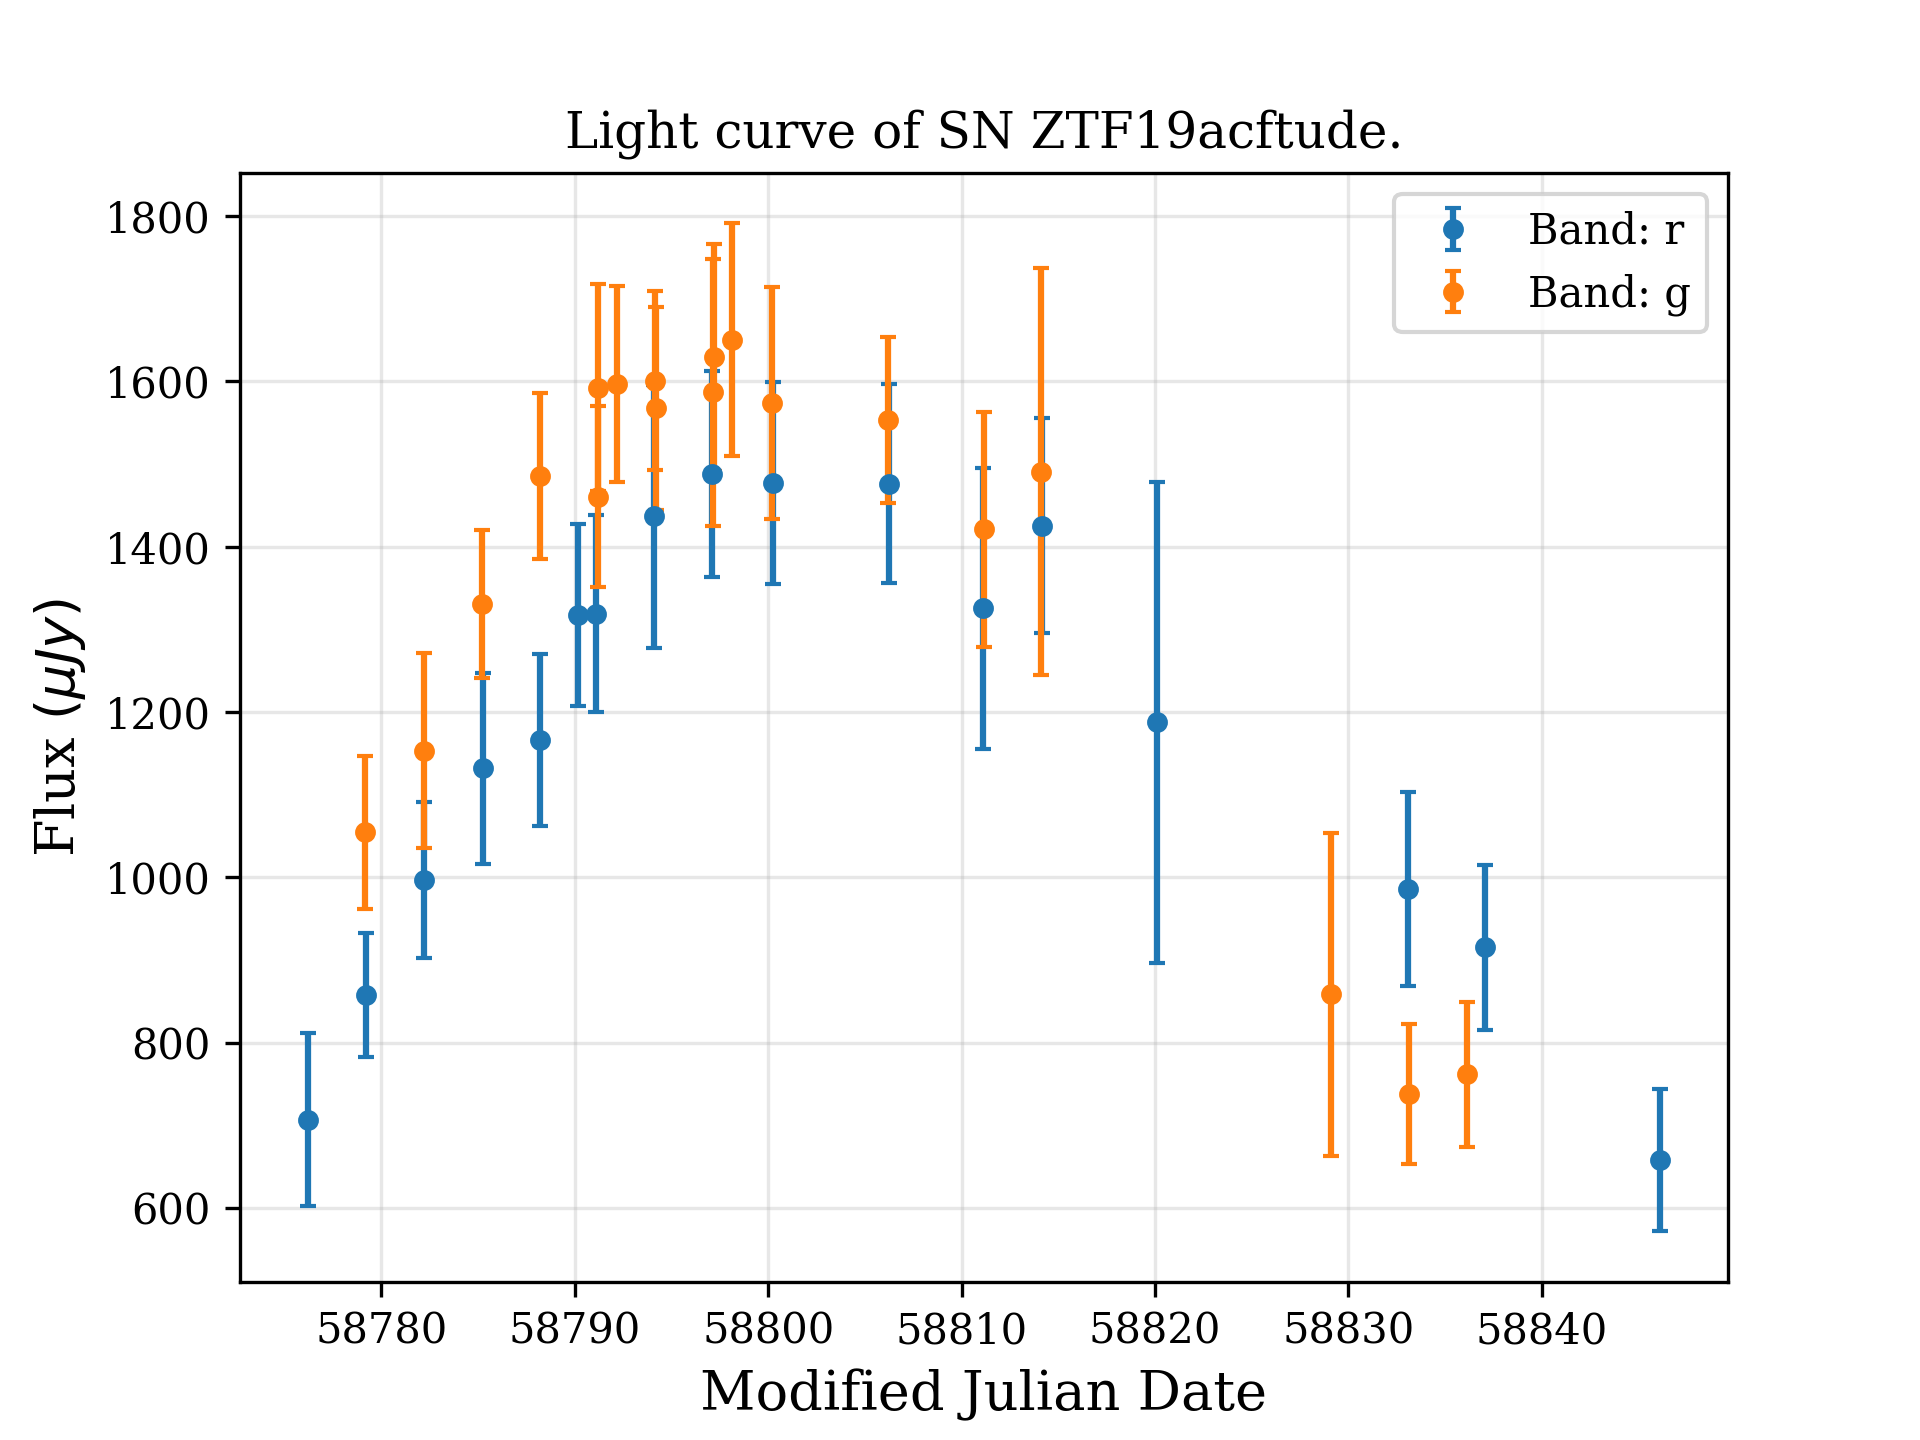 Light curve of SN ZTF19acftude.
Band: r
Band: g
1800
1600
1400
1200
1000
800
600
Flux (μJy)
58780 58790 58800 58810 58820 58830 58840
Modified Julian Date